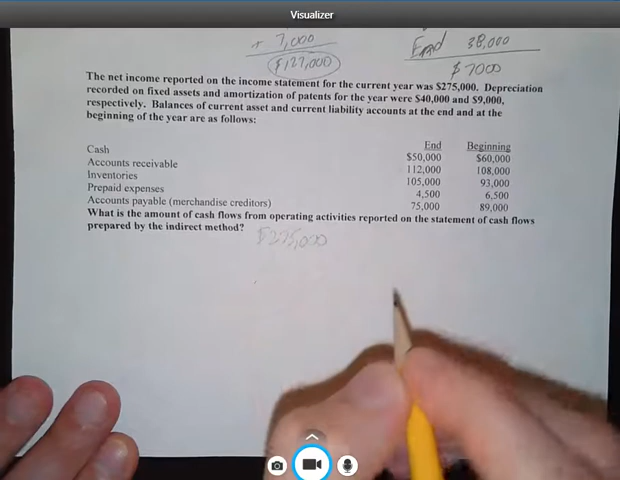 Visualizer
+ 7,000
$127,000
End 38,000
$7000
The net income reported on the income statement for the current year was $275,000. Depreciation
recorded on fixed assets and amortization of patents for the year were $40,000 and $9,000,
respectively. Balances of current asset and current liability accounts at the end and at the
beginning of the year are as follows:
End Beginning
Cash $50,000 $60,000
Accounts receivable 112,000 108,000
Inventories 105,000 93,000
Prepaid expenses 4,500 6,500
Accounts payable (merchandise creditors) 75,000 89,000
What is the amount of cash flows from operating activities reported on the statement of cash flows
prepared by the indirect method?
$275,000